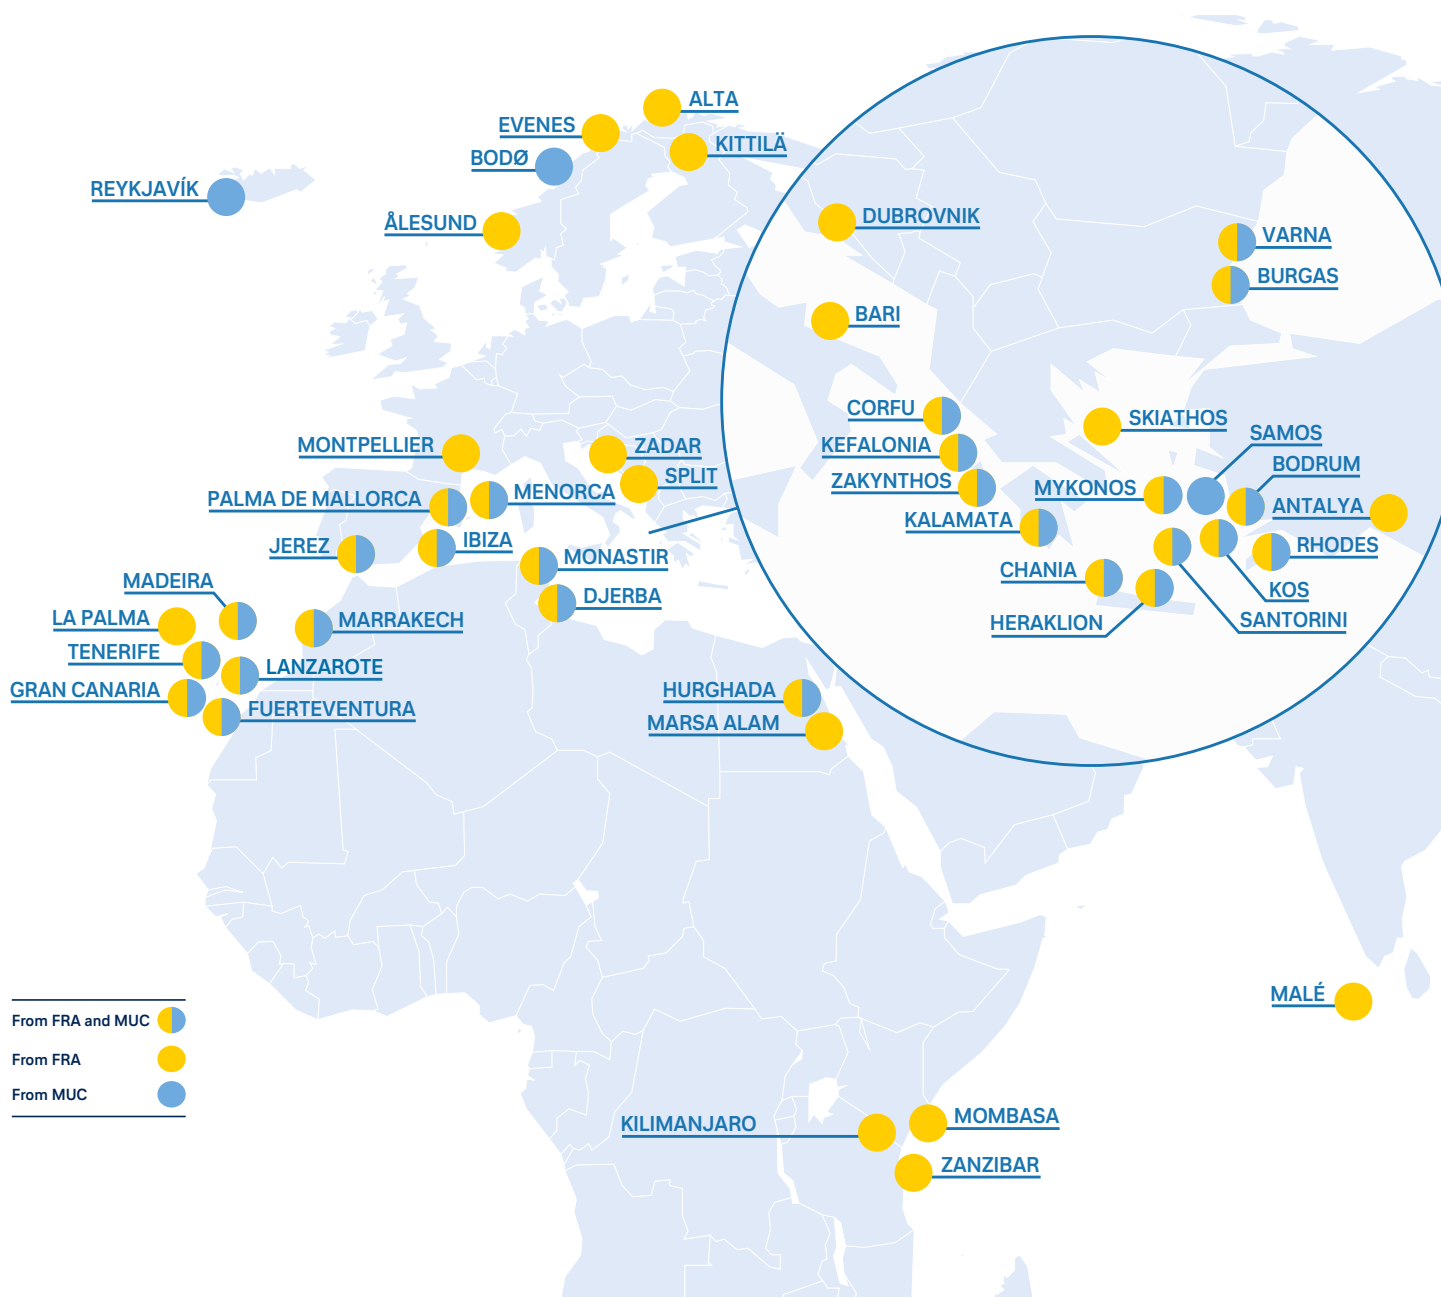 ALTA
EVENES
KITTILÄ
BODØ
REYKJAVÍK
ÅLESUND
DUBROVNIK
VARNA
BURGAS
BARI
CORFU
SKIATHOS
SAMOS
KEFALONIA
BODRUM
ZAKYNTHOS
MYKONOS
ANTALYA
KALAMATA
RHODES
CHANIA
KOS
HERAKLION
SANTORINI
MONTPELLIER
ZADAR
SPLIT
PALMA DE MALLORCA
MENORCA
JEREZ
IBIZA
MONASTIR
MADEIRA
DJERBA
LA PALMA
MARRAKECH
TENERIFE
LANZAROTE
GRAN CANARIA
FUERTEVENTURA
HURGHADA
MARSA ALAM
MALÉ
From FRA and MUC
From FRA
From MUC
KILIMANJARO
MOMBASA
ZANZIBAR